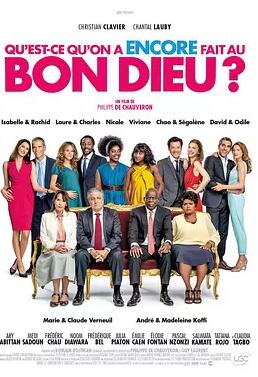 CHRISTIAN CLAVIER CHANTAL LAUBY
QU'EST-CE QU'ON A ENCORE FAIT AU
BON DIEU ?
UN FILM DE
PHILIPPE DE CHAUVERON
Isabelle & Rachid Laure & Charles Nicole Viviane Chao & Ségolène David & Odile
Marie & Claude Verneuil André & Madeleine Koffi
ARY ABITTAN MEDI SADOUN FRÉDÉRIC CHAU NOOM DIAWARA FRÉDÉRIQUE BEL JULIA PIATON ÉMILIE CAEN ÉLODIE FONTAN PASCAL NZONZI SALIMATA KAMATE TATIANA ROJO CLAUDIA TAGBO
UGC